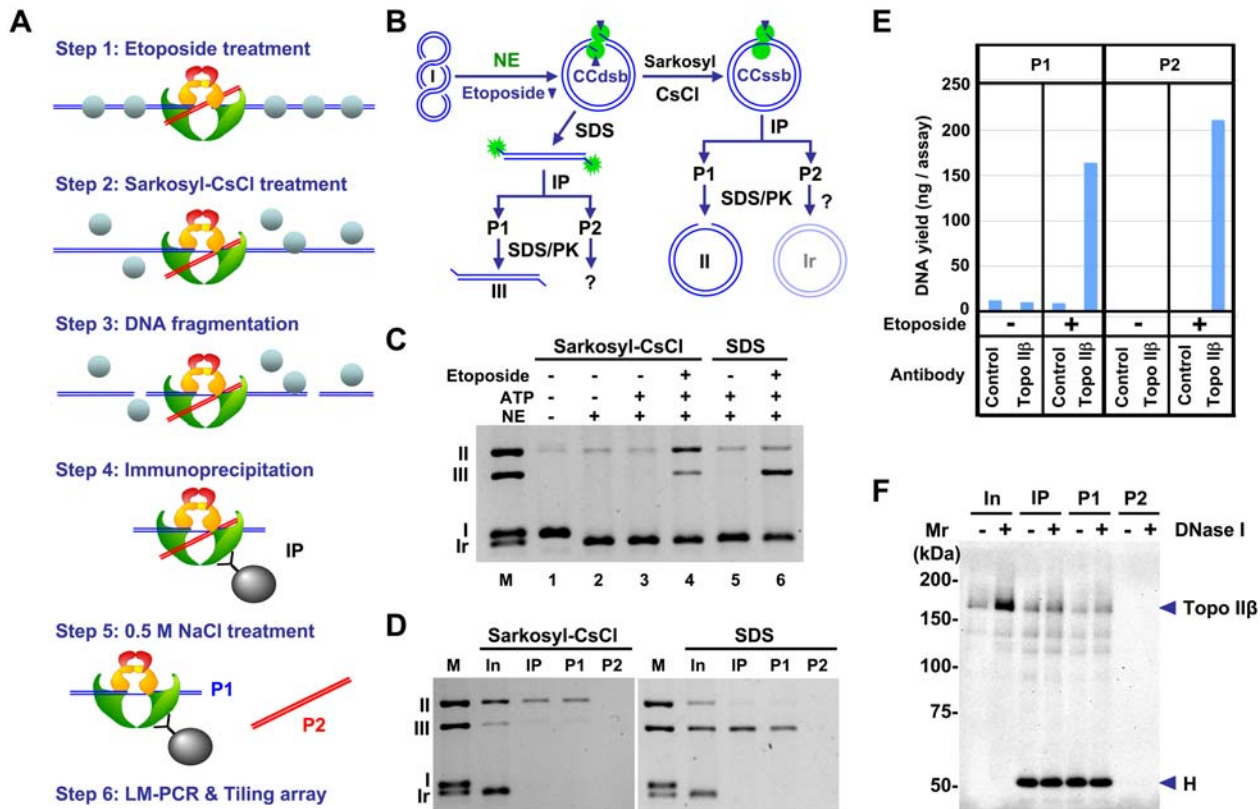 A
Step 1: Etoposide treatment
Step 2: Sarkosyl-CsCl treatment
Step 3: DNA fragmentation
Step 4: Immunoprecipitation
IP
Step 5: 0.5 M NaCl treatment
P1
P2
Step 6: LM-PCR & Tiling array
B
I
NE
Etoposide
CCdsb
Sarkosyl
CsCl
CCssb
SDS
IP
P1
P2
SDS/PK
?
III
IP
P1
P2
SDS/PK
?
II
Ir
C
Sarkosyl-CsCl
SDS
Etoposide - - - + - +
ATP - - + + + +
NE - + + + + +
II
III
I
Ir
M 1 2 3 4 5 6
D
Sarkosyl-CsCl
SDS
M In IP P1 P2
M In IP P1 P2
II
III
I
Ir
E
P1 P2
DNA yield (ng / assay)
250
200
150
100
50
0
Etoposide - + - +
Antibody
Control
Topo IIβ
Control
Topo IIβ
Control
Topo IIβ
Control
Topo IIβ
F
In IP P1 P2
Mr - + - + - + - + DNase I
(kDa)
200-
150-
100-
75-
50-
Topo IIβ
H